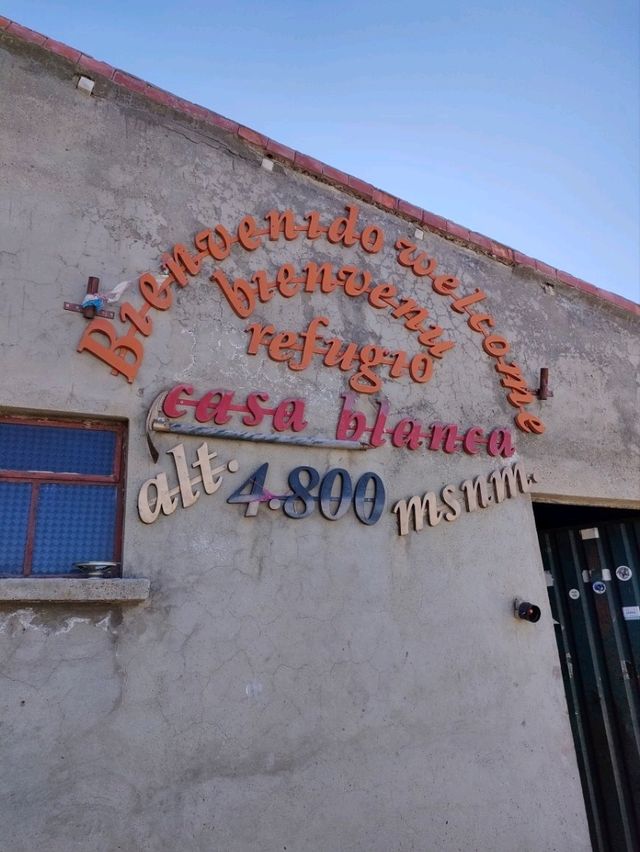 Bienvenido welcome
bienvenu
refugio
casa blanca
alt. 4.800 msnm.